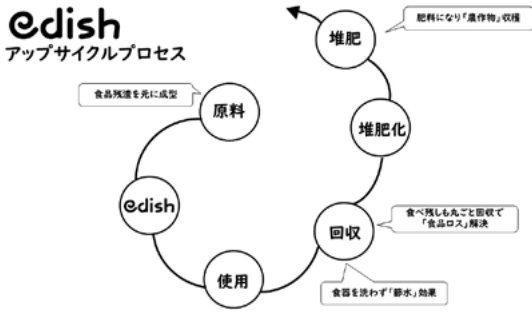 edish
アップサイクルプロセス
食品残渣を元に成型
原料
edish
使用
回収
食べ残しも丸ごと回収で
「食品ロス」解決
食器を洗わず「節水」効果
堆肥化
堆肥
肥料になり「農作物」収穫